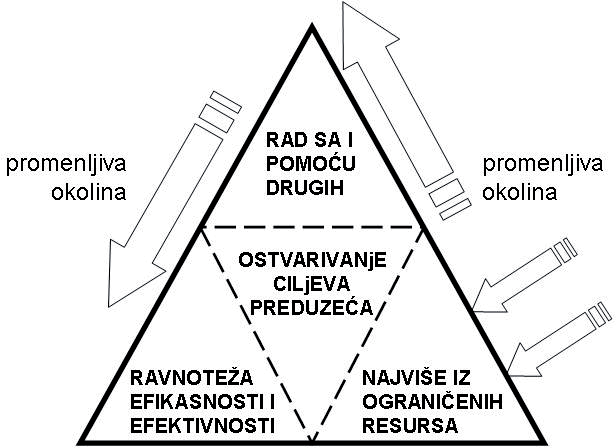 RAD SA I
POMOĆU
DRUGIH
promenljiva
okolina
promenljiva
okolina
OSTVARIVANjE
CILjEVA
PREDUZEĆA
RAVNOTEŽA
EFIKASNOSTI I
EFEKTIVNOSTI
NAJVIŠE IZ
OGRANIČENIH
RESURSA